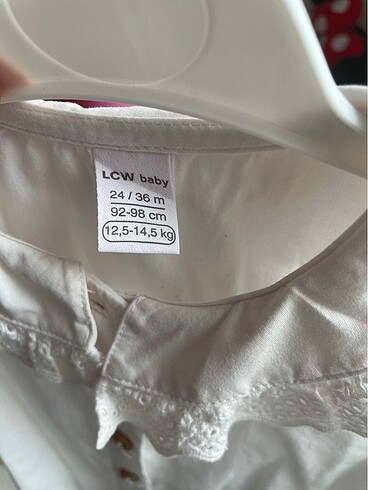 LCW baby
24 / 36 m
92-98 cm
12,5-14,5 kg